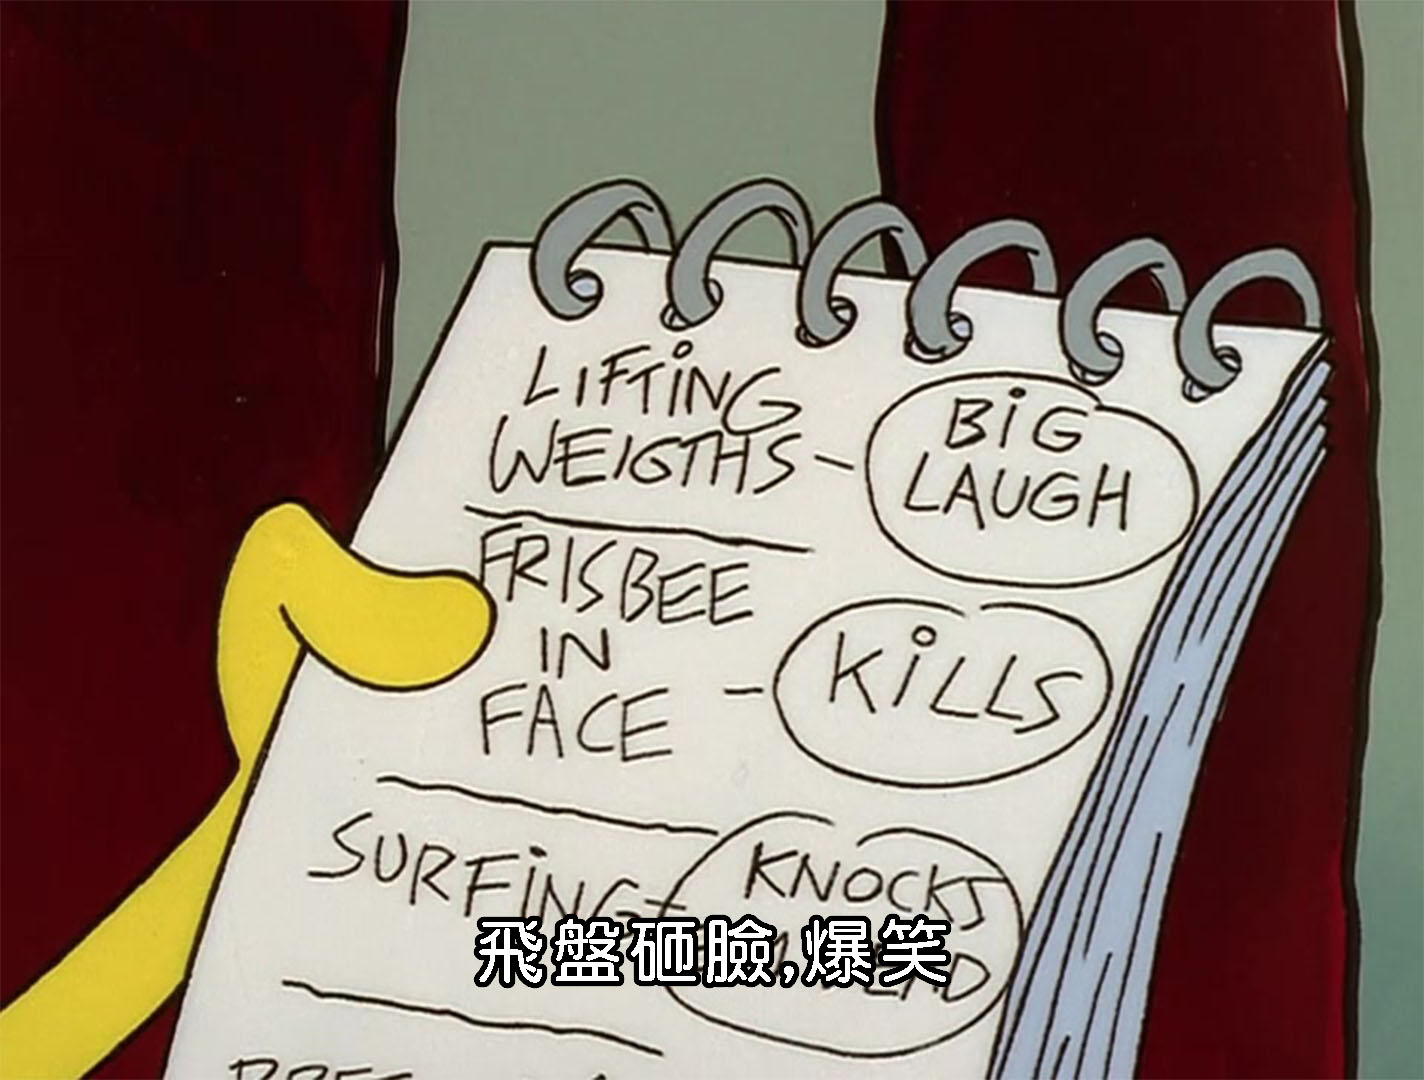 LiFTiNG
WEIGTHS - BiG
LAUGH
FRISBEE
IN
FACE - KiLLS
SURFiNG - KNOCKS
飛盤砸臉,爆笑